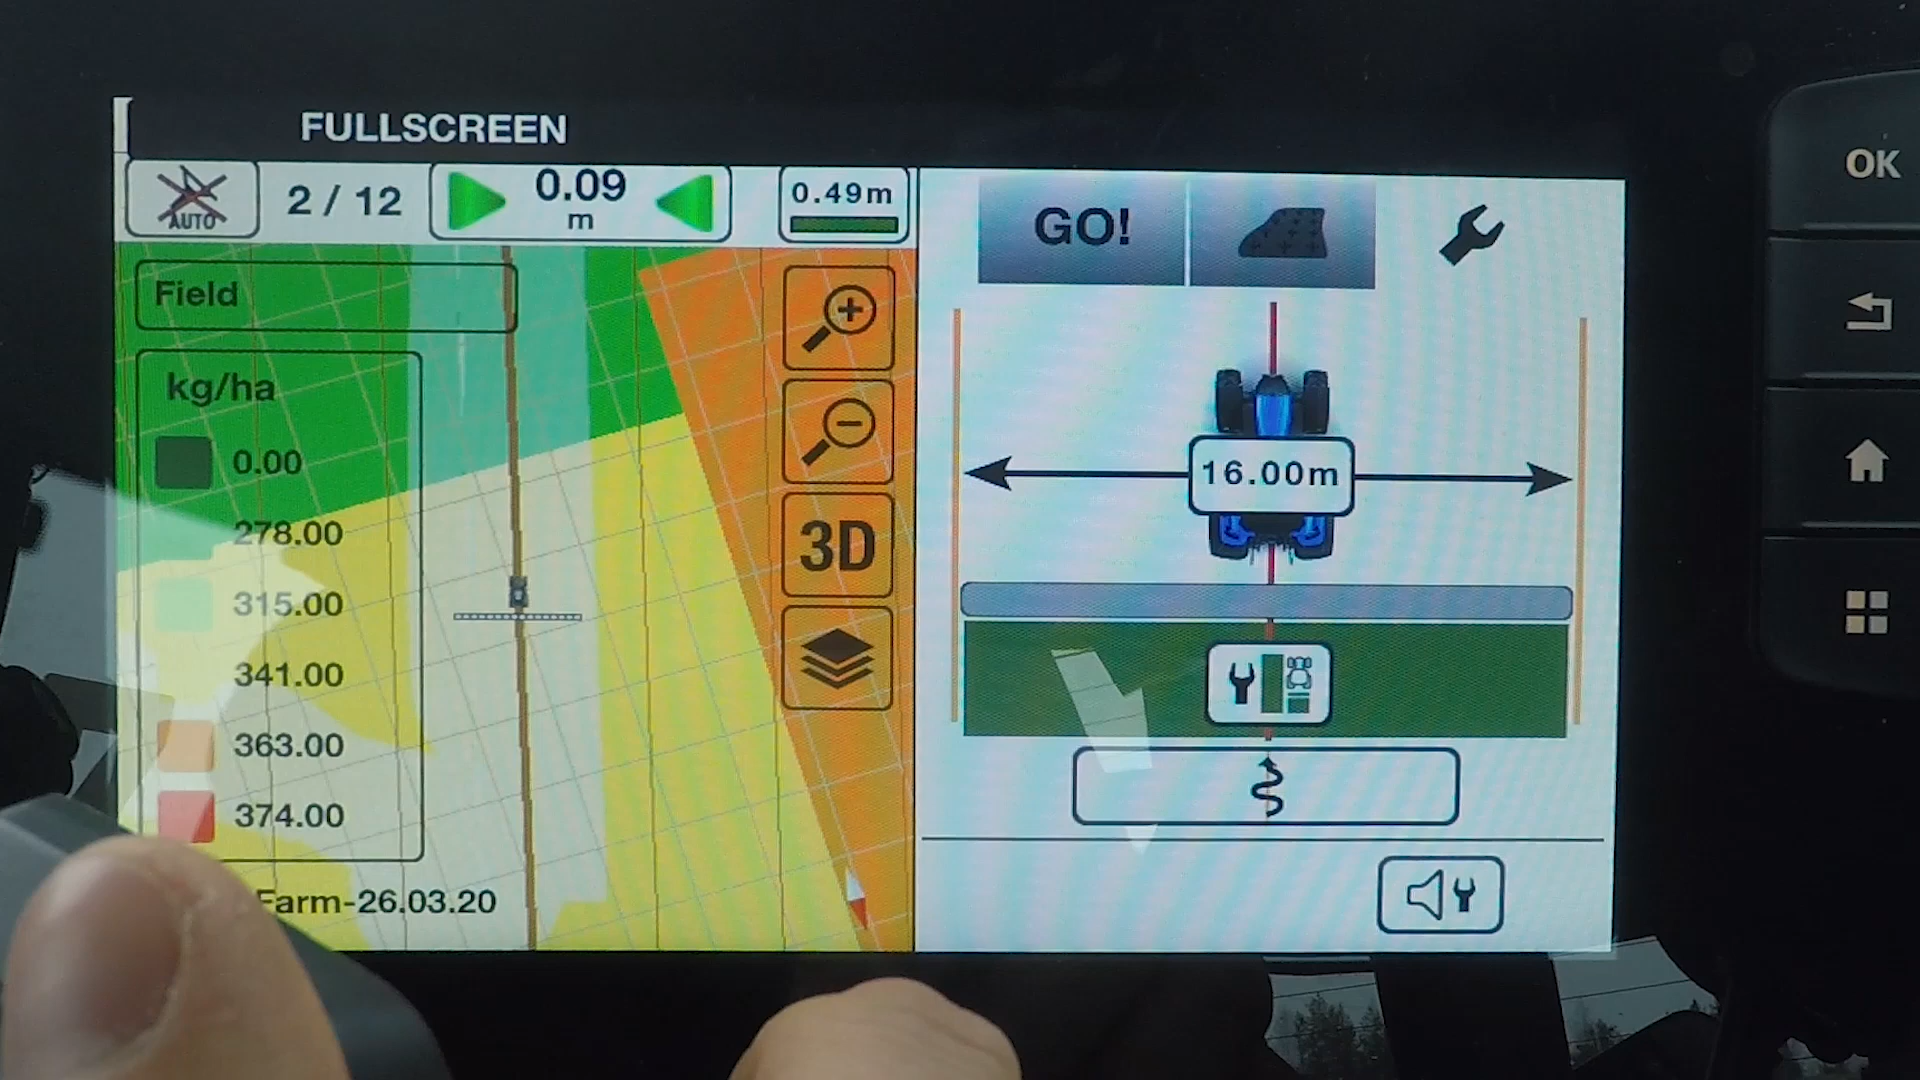 FULLSCREEN
AUTO
2 / 12
0.09
m
0.49m
GO!
OK
Field
kg/ha
0.00
278.00
315.00
341.00
363.00
374.00
3D
16.00m
Farm-26.03.20